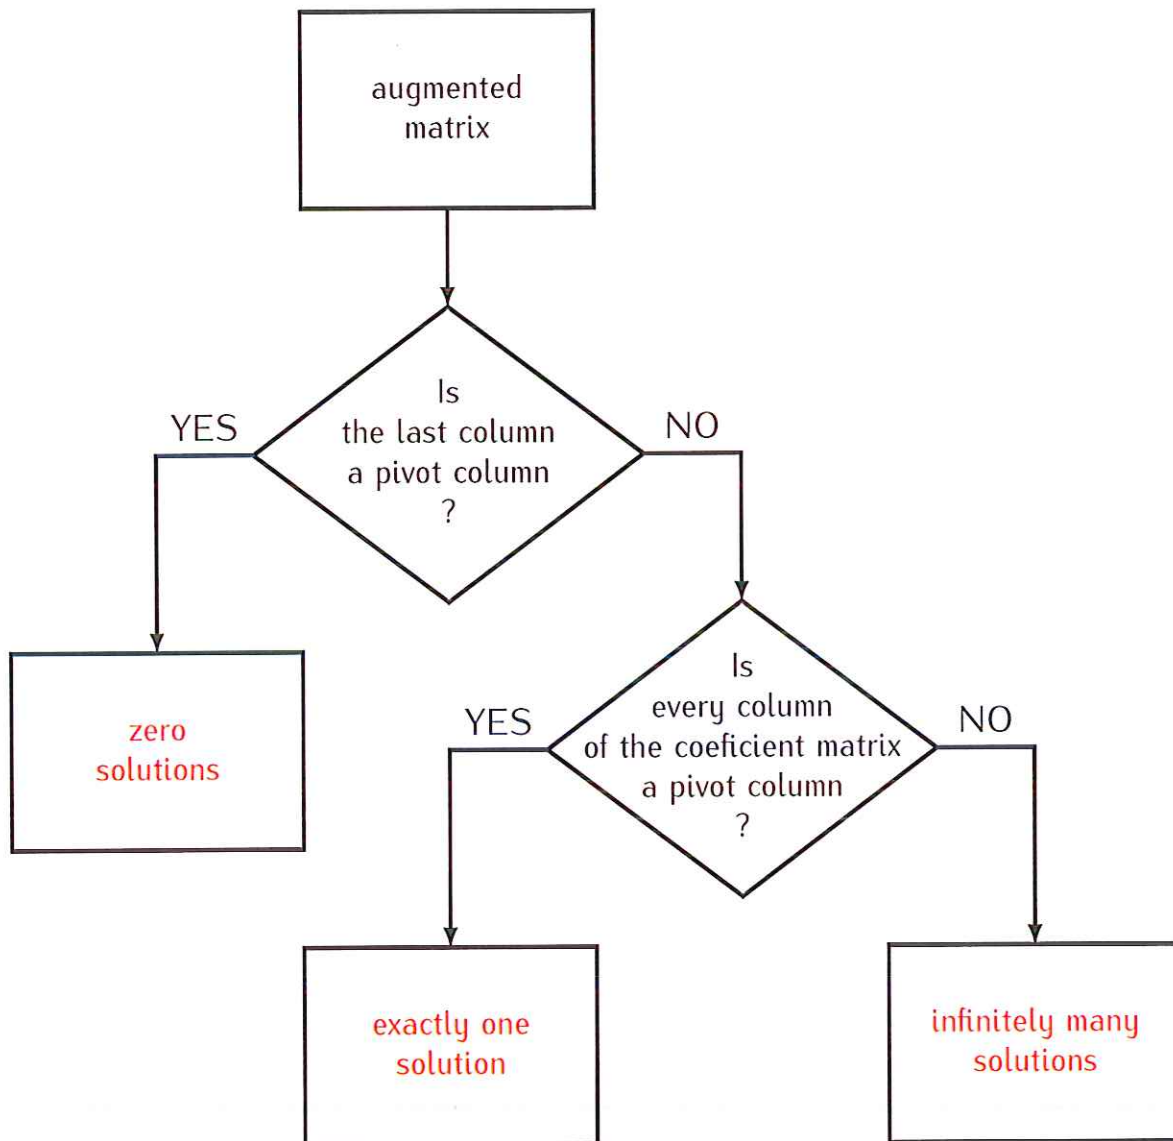 augmented
matrix
Is
the last column
a pivot column
?
YES
NO
zero
solutions
Is
every column
of the coeficient matrix
a pivot column
?
YES
NO
exactly one
solution
infinitely many
solutions